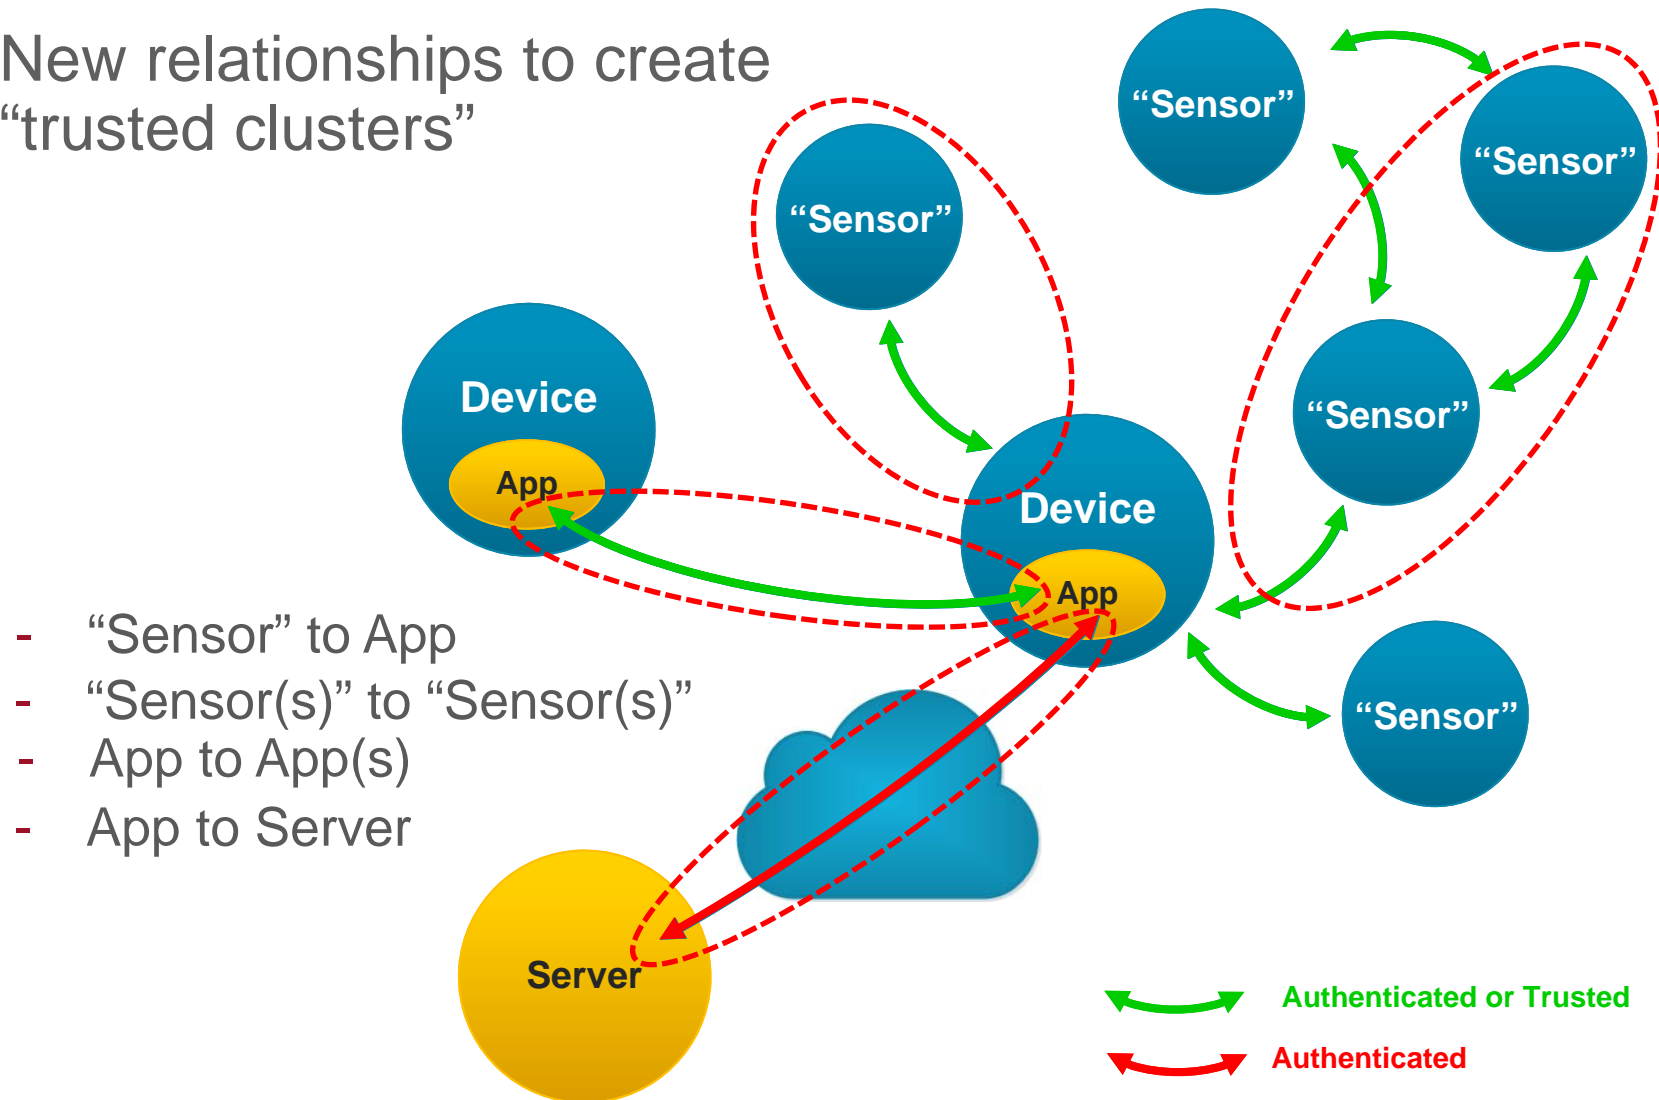 New relationships to create
“trusted clusters”
“Sensor”
“Sensor”
“Sensor”
Device
App
“Sensor”
Device
App
- “Sensor” to App
- “Sensor(s)” to “Sensor(s)”
- App to App(s)
- App to Server
“Sensor”
Server
Authenticated or Trusted
Authenticated